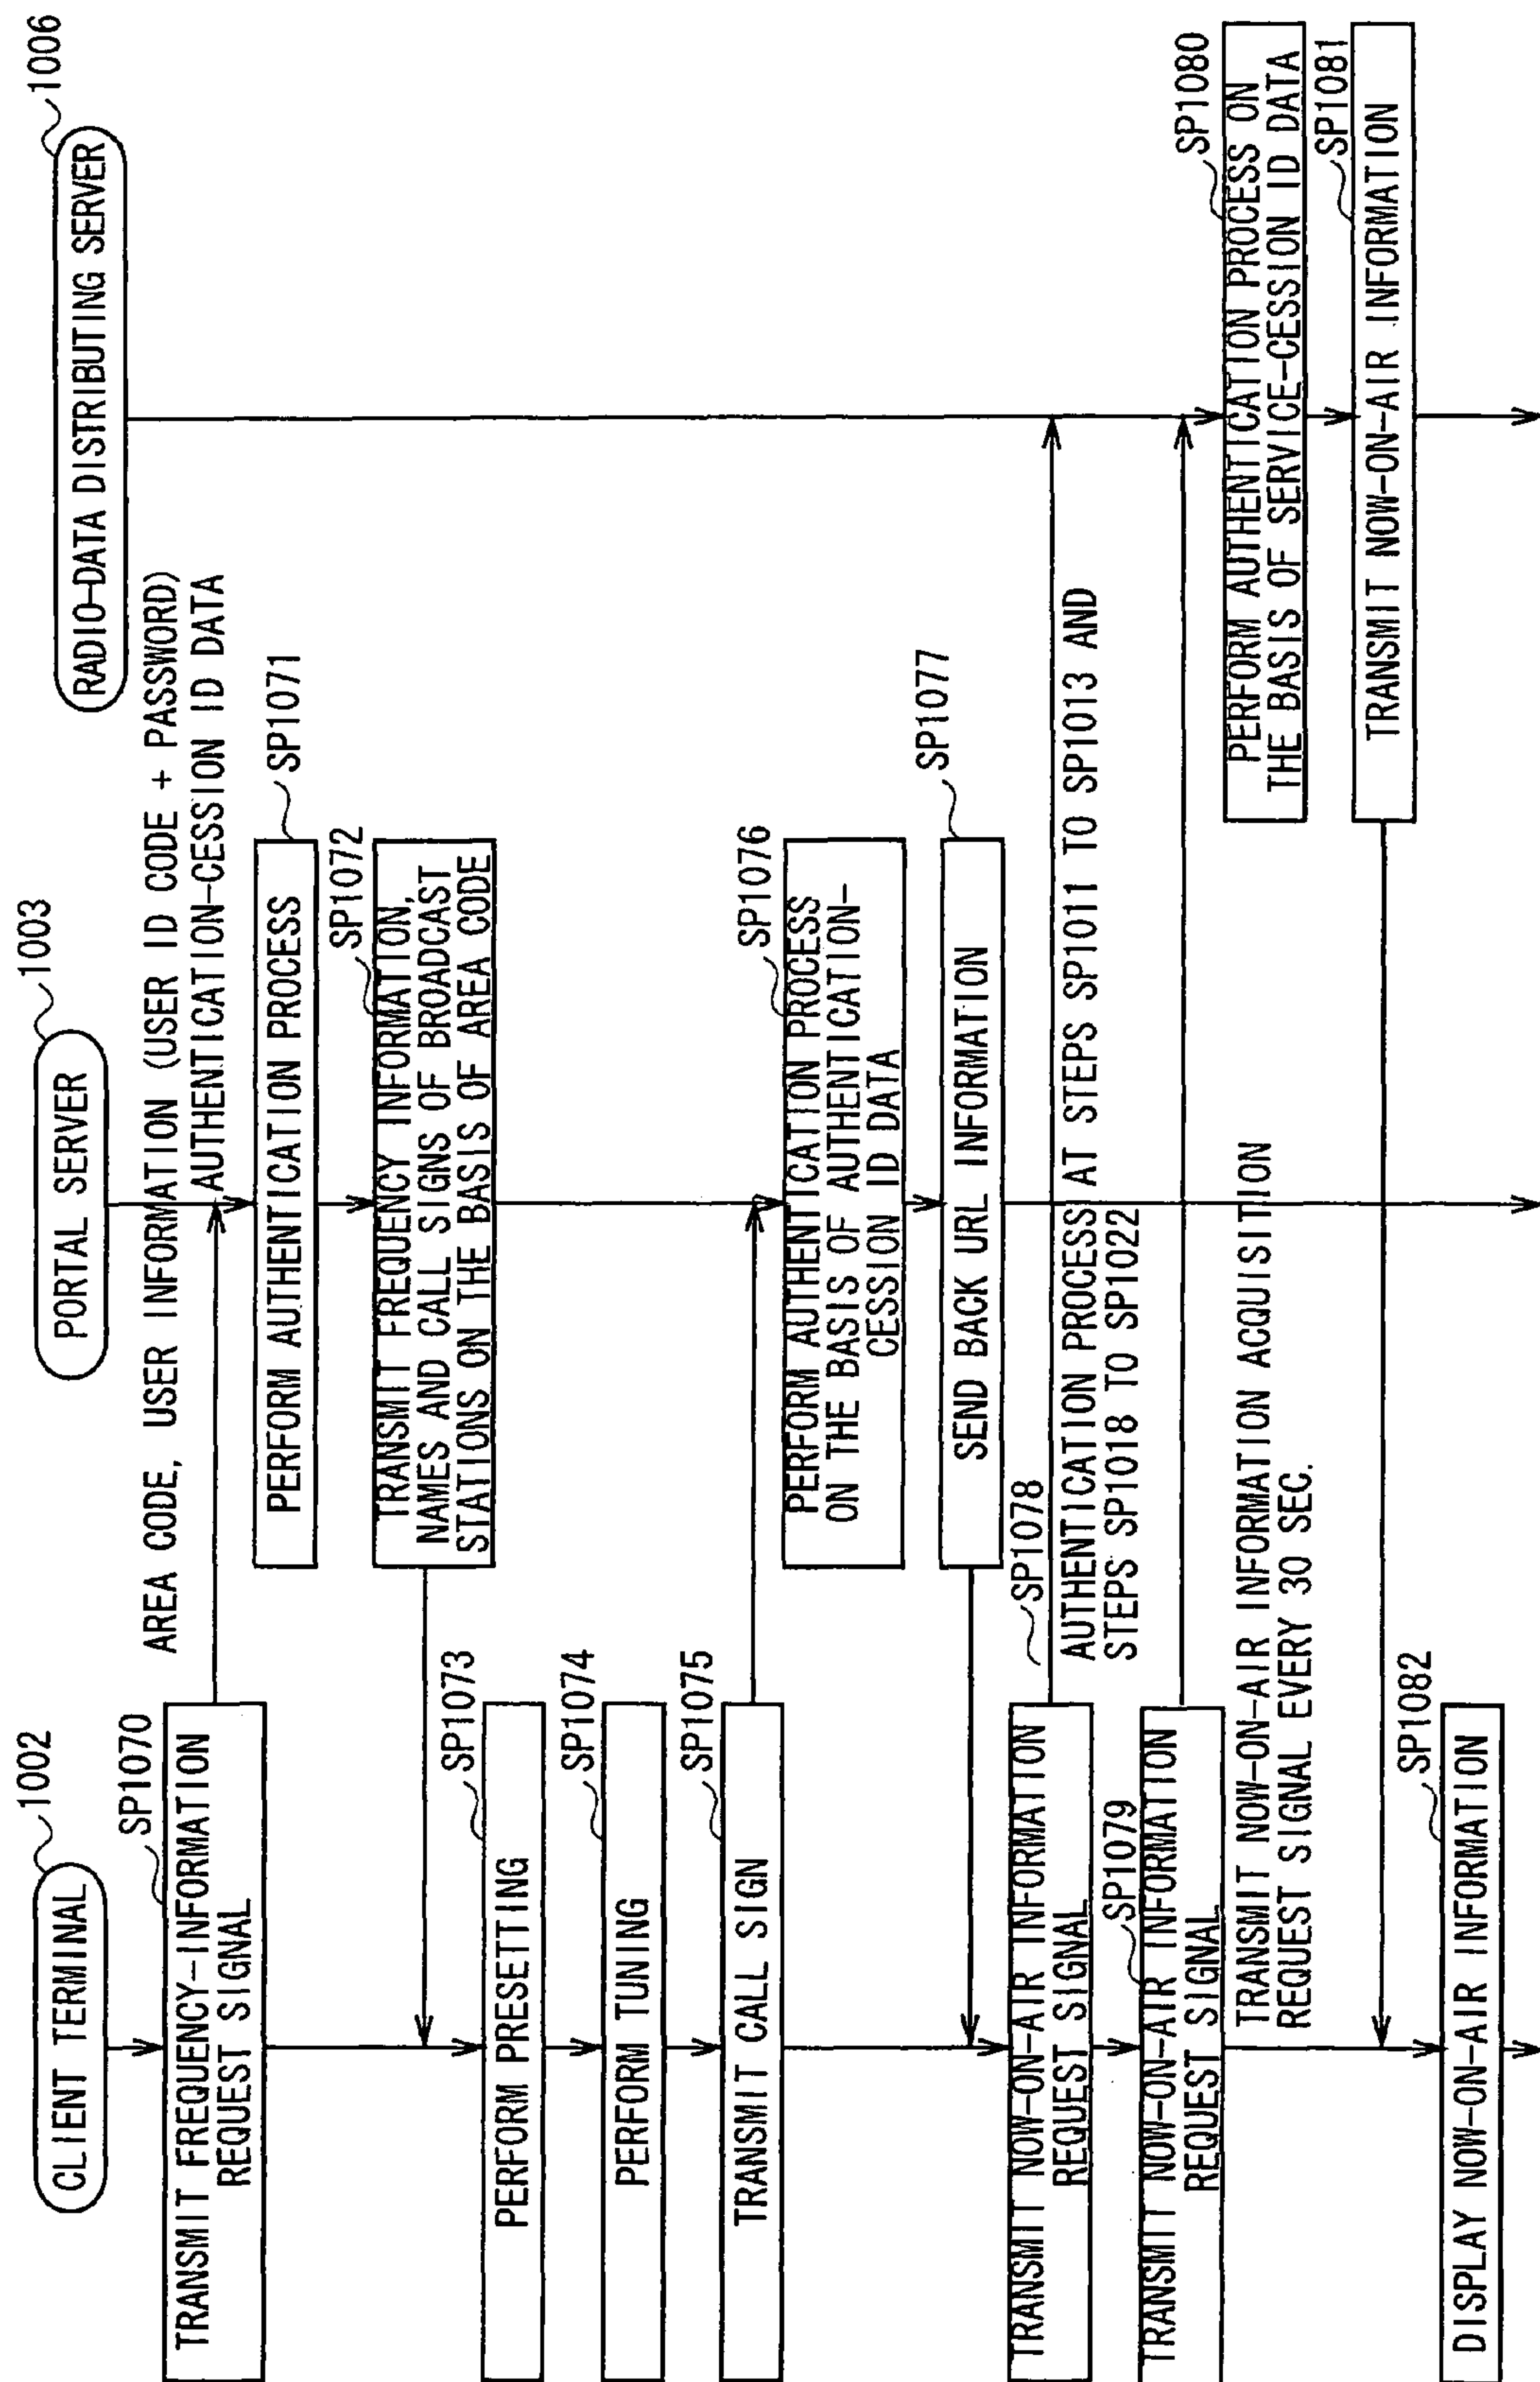 CLIENT TERMINAL
1002
PORTAL SERVER
1003
RADIO-DATA DISTRIBUTING SERVER
1006
SP1070
TRANSMIT FREQUENCY-INFORMATION
REQUEST SIGNAL
AREA CODE, USER INFORMATION (USER ID CODE + PASSWORD)
AUTHENTICATION-CESSION ID DATA
SP1071
PERFORM AUTHENTICATION PROCESS
SP1072
TRANSMIT FREQUENCY INFORMATION,
NAMES AND CALL SIGNS OF BROADCAST
STATIONS ON THE BASIS OF AREA CODE
SP1073
PERFORM PRESETTING
SP1074
PERFORM TUNING
SP1075
TRANSMIT CALL SIGN
SP1076
PERFORM AUTHENTICATION PROCESS
ON THE BASIS OF AUTHENTICATION-
CESSION ID DATA
SP1077
SEND BACK URL INFORMATION
SP1078
TRANSMIT NOW-ON-AIR INFORMATION
REQUEST SIGNAL
AUTHENTICATION PROCESS AT STEPS SP1011 TO SP1013 AND
STEPS SP1018 TO SP1022
SP1079
TRANSMIT NOW-ON-AIR INFORMATION
REQUEST SIGNAL
TRANSMIT NOW-ON-AIR INFORMATION ACQUISITION
REQUEST SIGNAL EVERY 30 SEC.
SP1080
PERFORM AUTHENTICATION PROCESS ON
THE BASIS OF SERVICE-CESSION ID DATA
SP1081
TRANSMIT NOW-ON-AIR INFORMATION
SP1082
DISPLAY NOW-ON-AIR INFORMATION